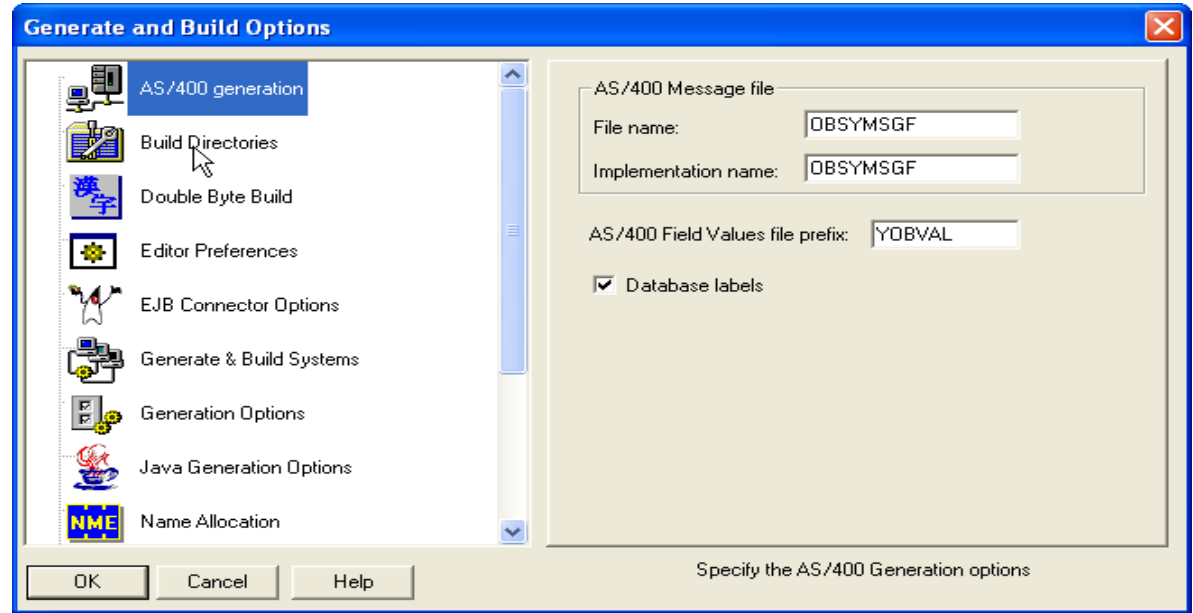 Generate and Build Options
AS/400 generation
Build Directories
漢字
Double Byte Build
Editor Preferences
EJB Connector Options
Generate & Build Systems
Generation Options
Java Generation Options
NME
Name Allocation
AS/400 Message file
File name: OBSYMSGF
Implementation name: OBSYMSGF
AS/400 Field Values file prefix: YOBVAL
Database labels
OK Cancel Help
Specify the AS/400 Generation options